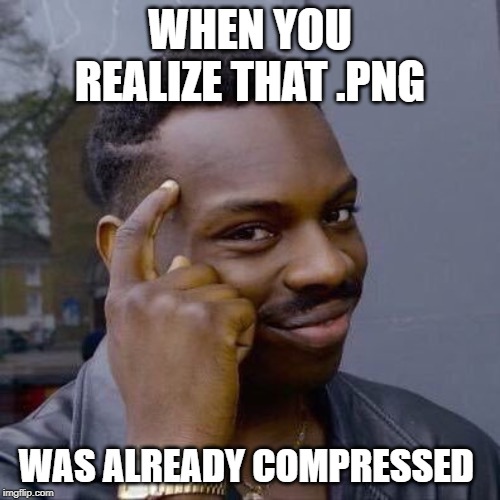 WHEN YOU
REALIZE THAT .PNG
WAS ALREADY COMPRESSED
imgflip.com